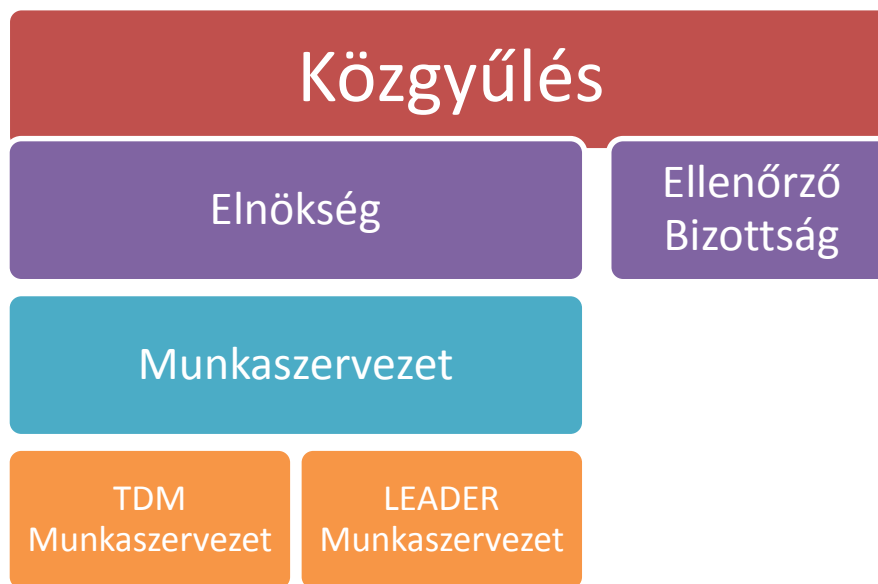 Közgyűlés
Elnökség
Ellenőrző
Bizottság
Munkaszervezet
TDM
Munkaszervezet
LEADER
Munkaszervezet